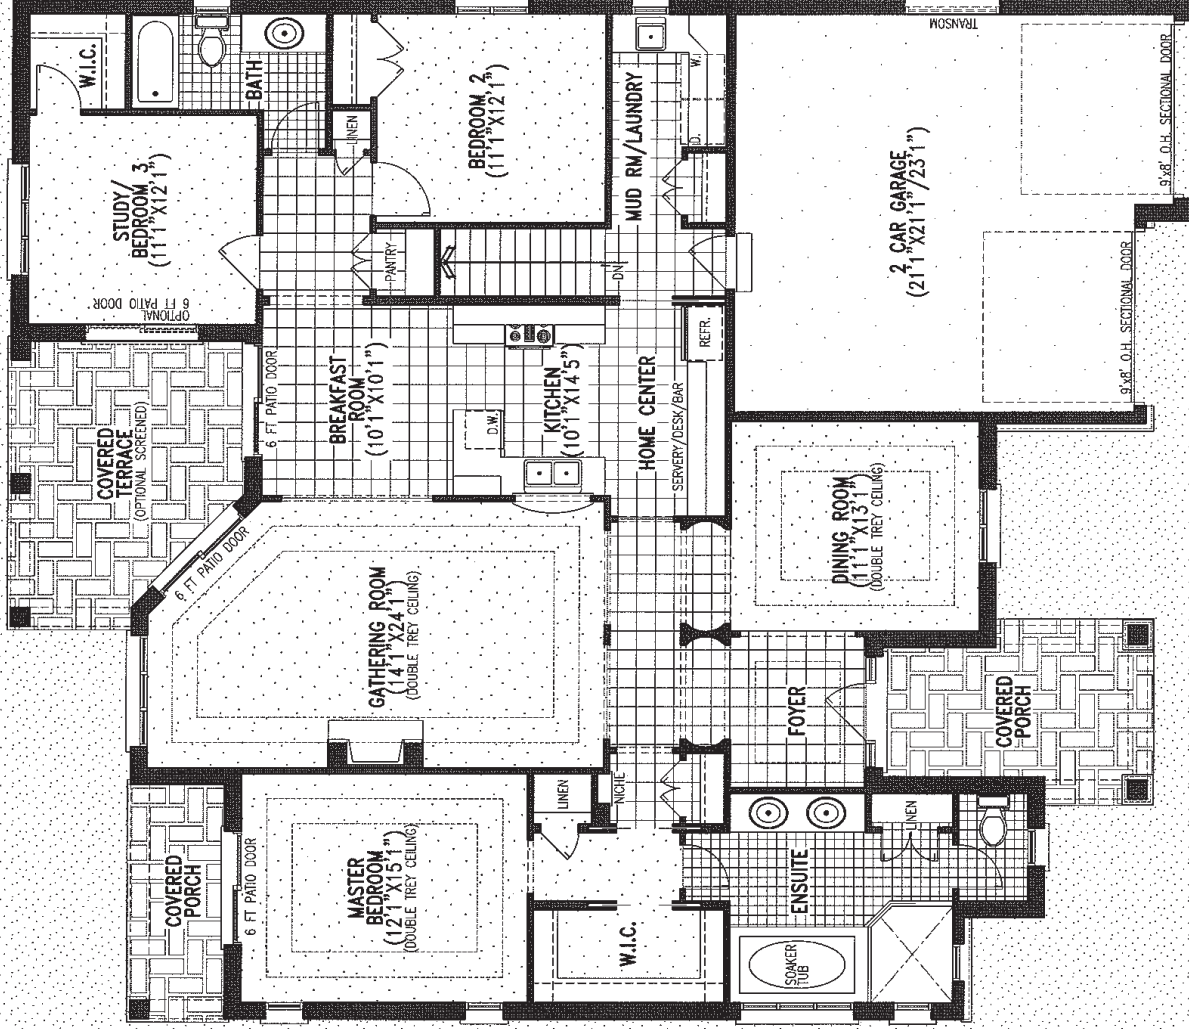 W.I.C.
BATH
LINEN
BEDROOM 2
(11'1"X12'1")
MUD RM/LAUNDRY
W.
D.
TRANSOM
9'x8' O.H. SECTIONAL DOOR
9'x8' O.H. SECTIONAL DOOR
2 CAR GARAGE
(21'1"X21'1"/23'1")
STUDY/
BEDROOM 3
(11'1"X12'1")
OPTIONAL
6 FT PATIO DOOR
PANTRY
DN
COVERED
TERRACE
(OPTIONAL SCREENED)
6 FT PATIO DOOR
BREAKFAST
ROOM
(10'1"X10'1")
D.W.
KITCHEN
(10'1"X14'5")
HOME CENTER
SERVERY/DESK/BAR
REFR.
6 FT PATIO DOOR
GATHERING ROOM
(14'1"X24'1")
(DOUBLE TREY CEILING)
DINING ROOM
(11'1"X13'1")
(DOUBLE TREY CEILING)
FOYER
COVERED
PORCH
COVERED
PORCH
6 FT PATIO DOOR
MASTER
BEDROOM
(12'1"X15'1")
(DOUBLE TREY CEILING)
LINEN
NICHE
W.I.C.
ENSUITE
LINEN
SOAKER
TUB